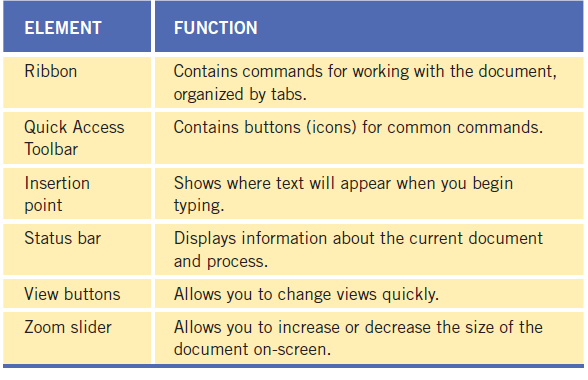 ELEMENT FUNCTION
Ribbon Contains commands for working with the document,
organized by tabs.
Quick Access Contains buttons (icons) for common commands.
Toolbar
Insertion Shows where text will appear when you begin
point typing.
Status bar Displays information about the current document
and process.
View buttons Allows you to change views quickly.
Zoom slider Allows you to increase or decrease the size of the
document on-screen.